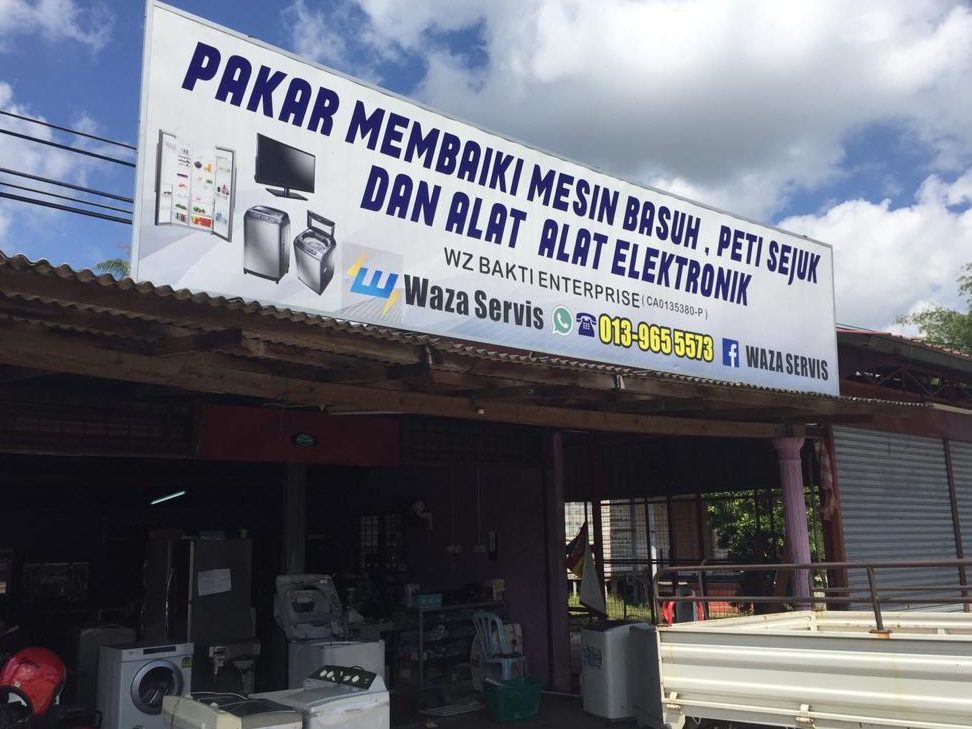 PAKAR MEMBAIKI MESIN BASUH , PETI SEJUK
DAN ALAT ALAT ELEKTRONIK
WZ BAKTI ENTERPRISE ( CA0135380-P )
W Waza Servis
013-965 5573
f WAZA SERVIS